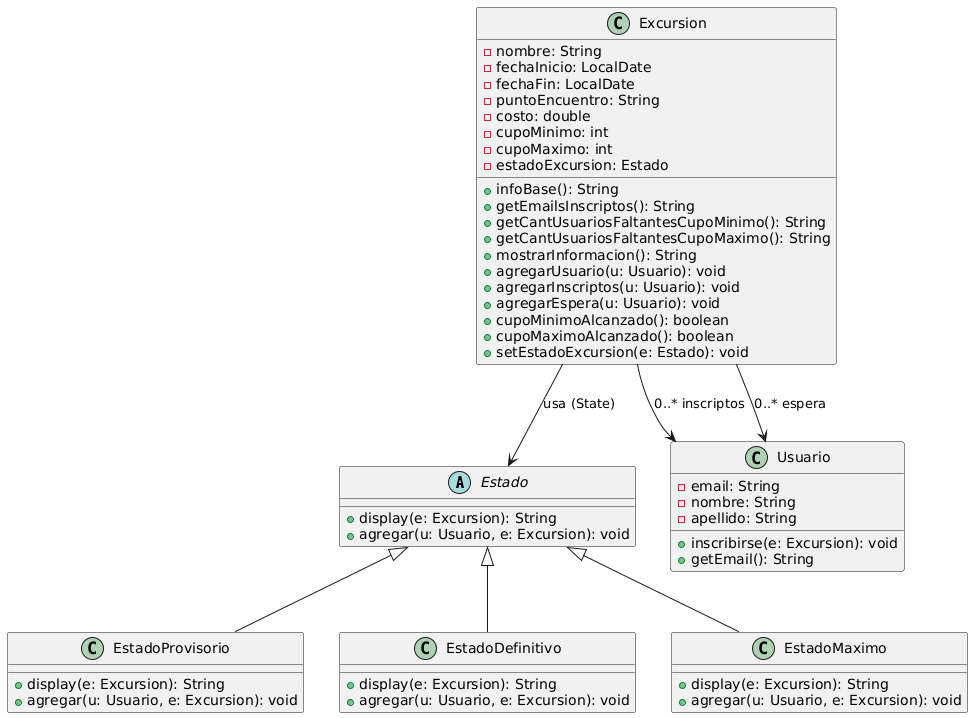 C Excursion
nombre: String
fechaInicio: LocalDate
fechaFin: LocalDate
puntoEncuentro: String
costo: double
cupoMinimo: int
cupoMaximo: int
estadoExcursion: Estado
infoBase(): String
getEmailsInscriptos(): String
getCantUsuariosFaltantesCupoMinimo(): String
getCantUsuariosFaltantesCupoMaximo(): String
mostrarInformacion(): String
agregarUsuario(u: Usuario): void
agregarInscriptos(u: Usuario): void
agregarEspera(u: Usuario): void
cupoMinimoAlcanzado(): boolean
cupoMaximoAlcanzado(): boolean
setEstadoExcursion(e: Estado): void
usa (State)
0..* inscriptos
0..* espera
A Estado
display(e: Excursion): String
agregar(u: Usuario, e: Excursion): void
C Usuario
email: String
nombre: String
apellido: String
inscribirse(e: Excursion): void
getEmail(): String
C EstadoProvisorio
display(e: Excursion): String
agregar(u: Usuario, e: Excursion): void
C EstadoDefinitivo
display(e: Excursion): String
agregar(u: Usuario, e: Excursion): void
C EstadoMaximo
display(e: Excursion): String
agregar(u: Usuario, e: Excursion): void